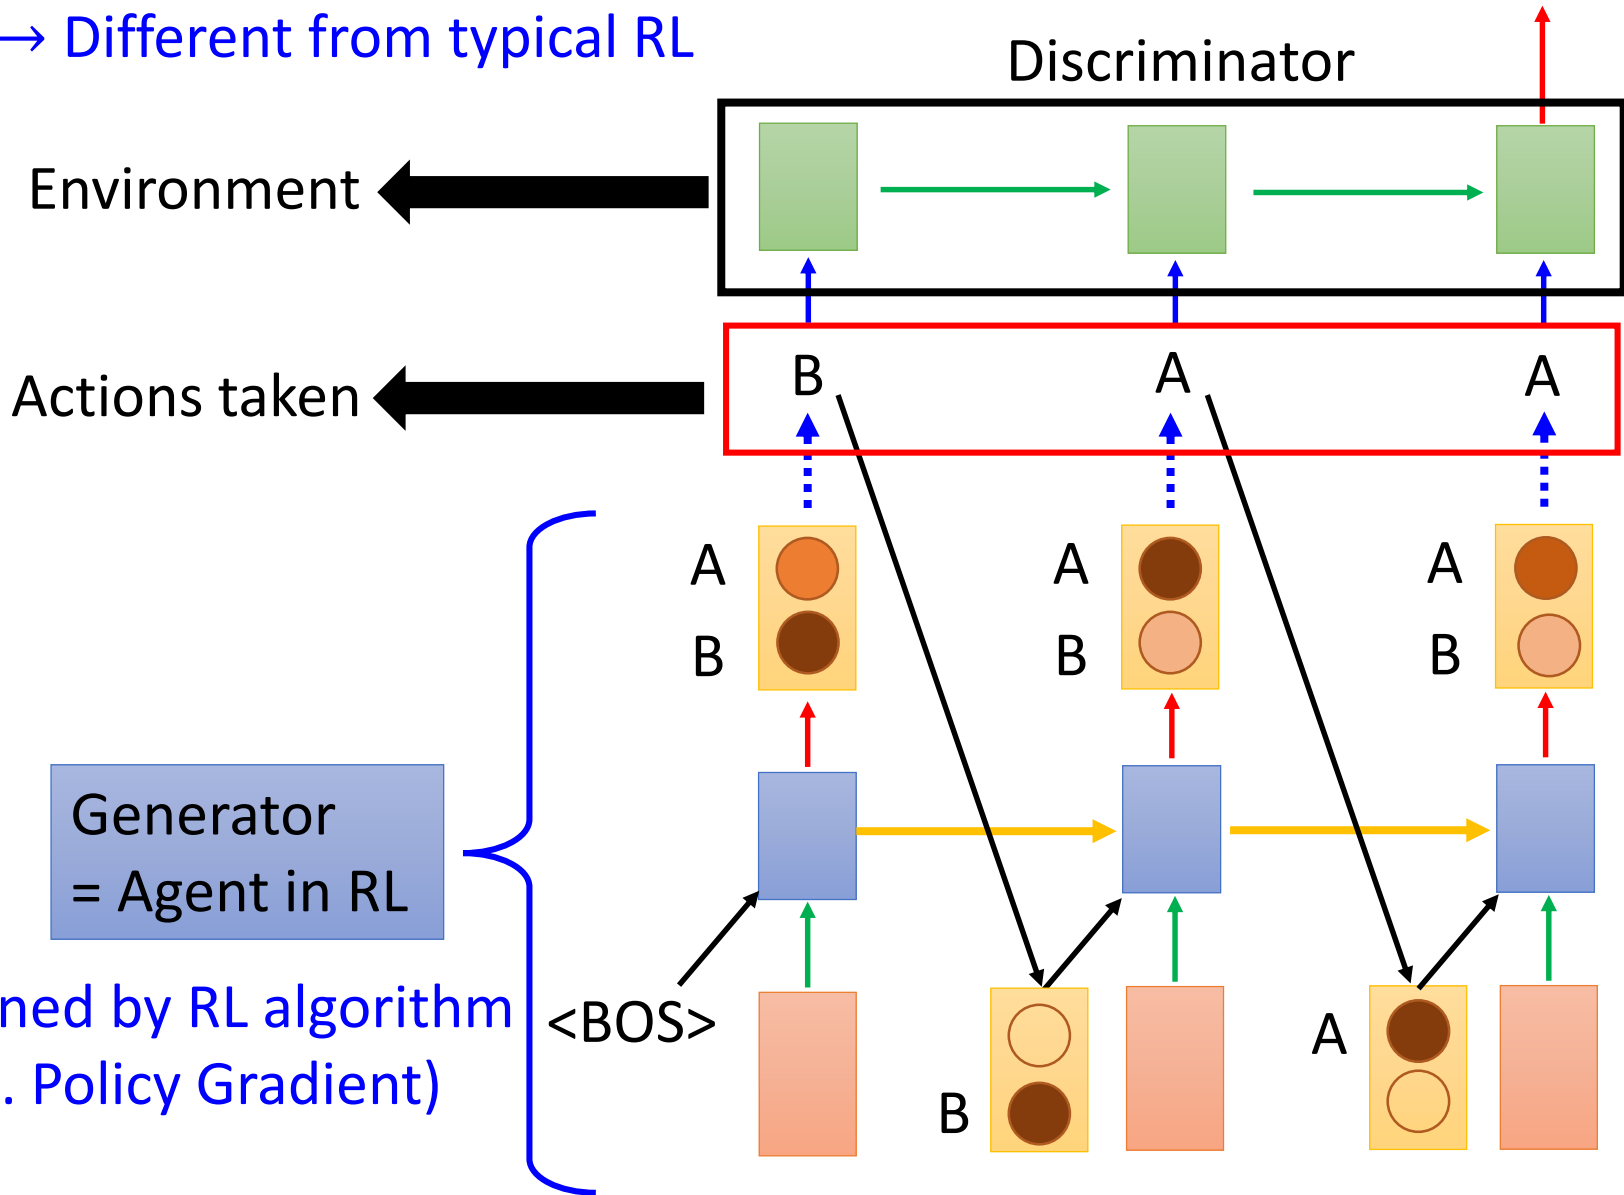 → Different from typical RL
Discriminator
Environment
Actions taken
B
A
A
A
B
A
B
A
B
Generator
= Agent in RL
ned by RL algorithm
. Policy Gradient)
<BOS>
B
A